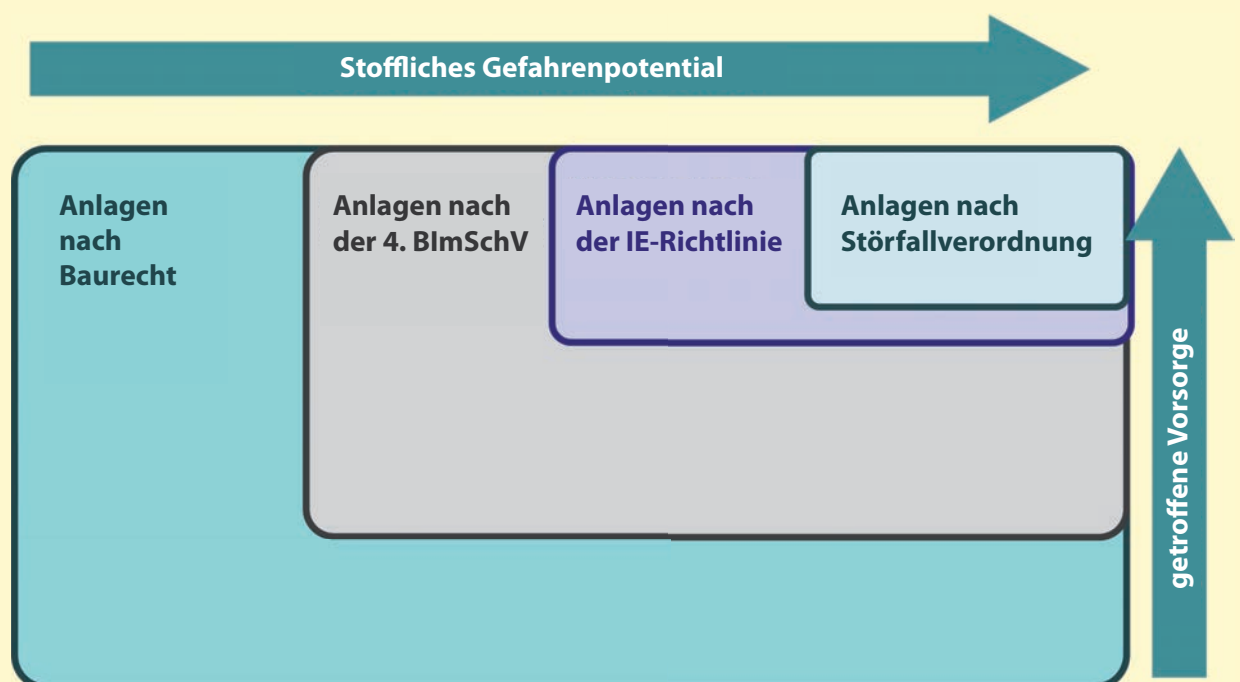 Stoffliches Gefahrenpotential
Anlagen
nach
Baurecht
Anlagen nach
der 4. BImSchV
Anlagen nach
der IE-Richtlinie
Anlagen nach
Störfallverordnung
getroffene Vorsorge